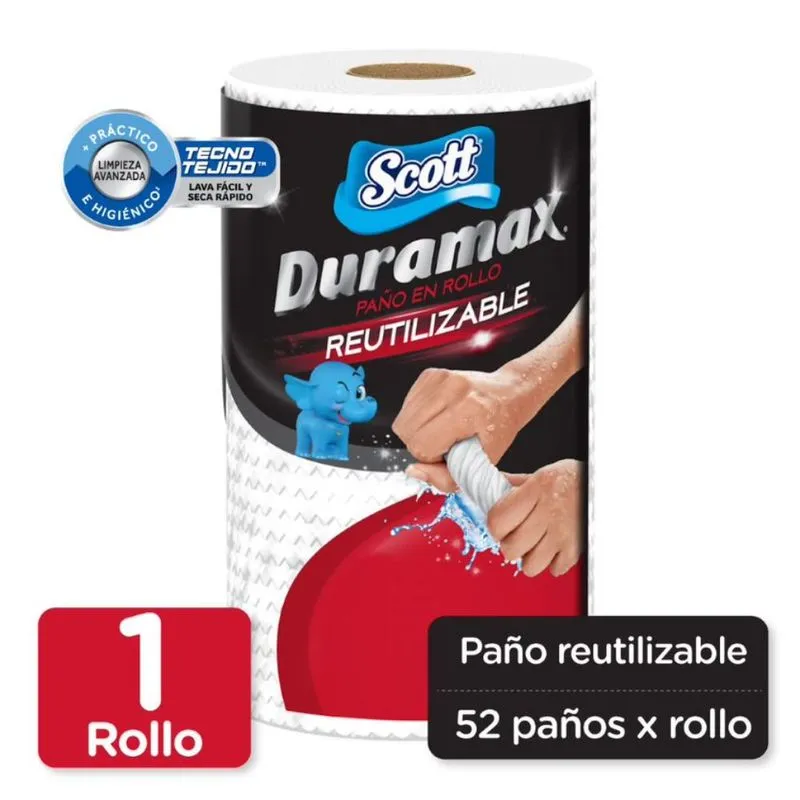 + PRÁCTICO
LIMPIEZA
AVANZADA
E HIGIÉNICO
TECNO
TEJIDO™
LAVA FÁCIL Y
SECA RÁPIDO
Scott
Duramax®
PAÑO EN ROLLO
REUTILIZABLE
1
Rollo
Paño reutilizable
52 paños x rollo